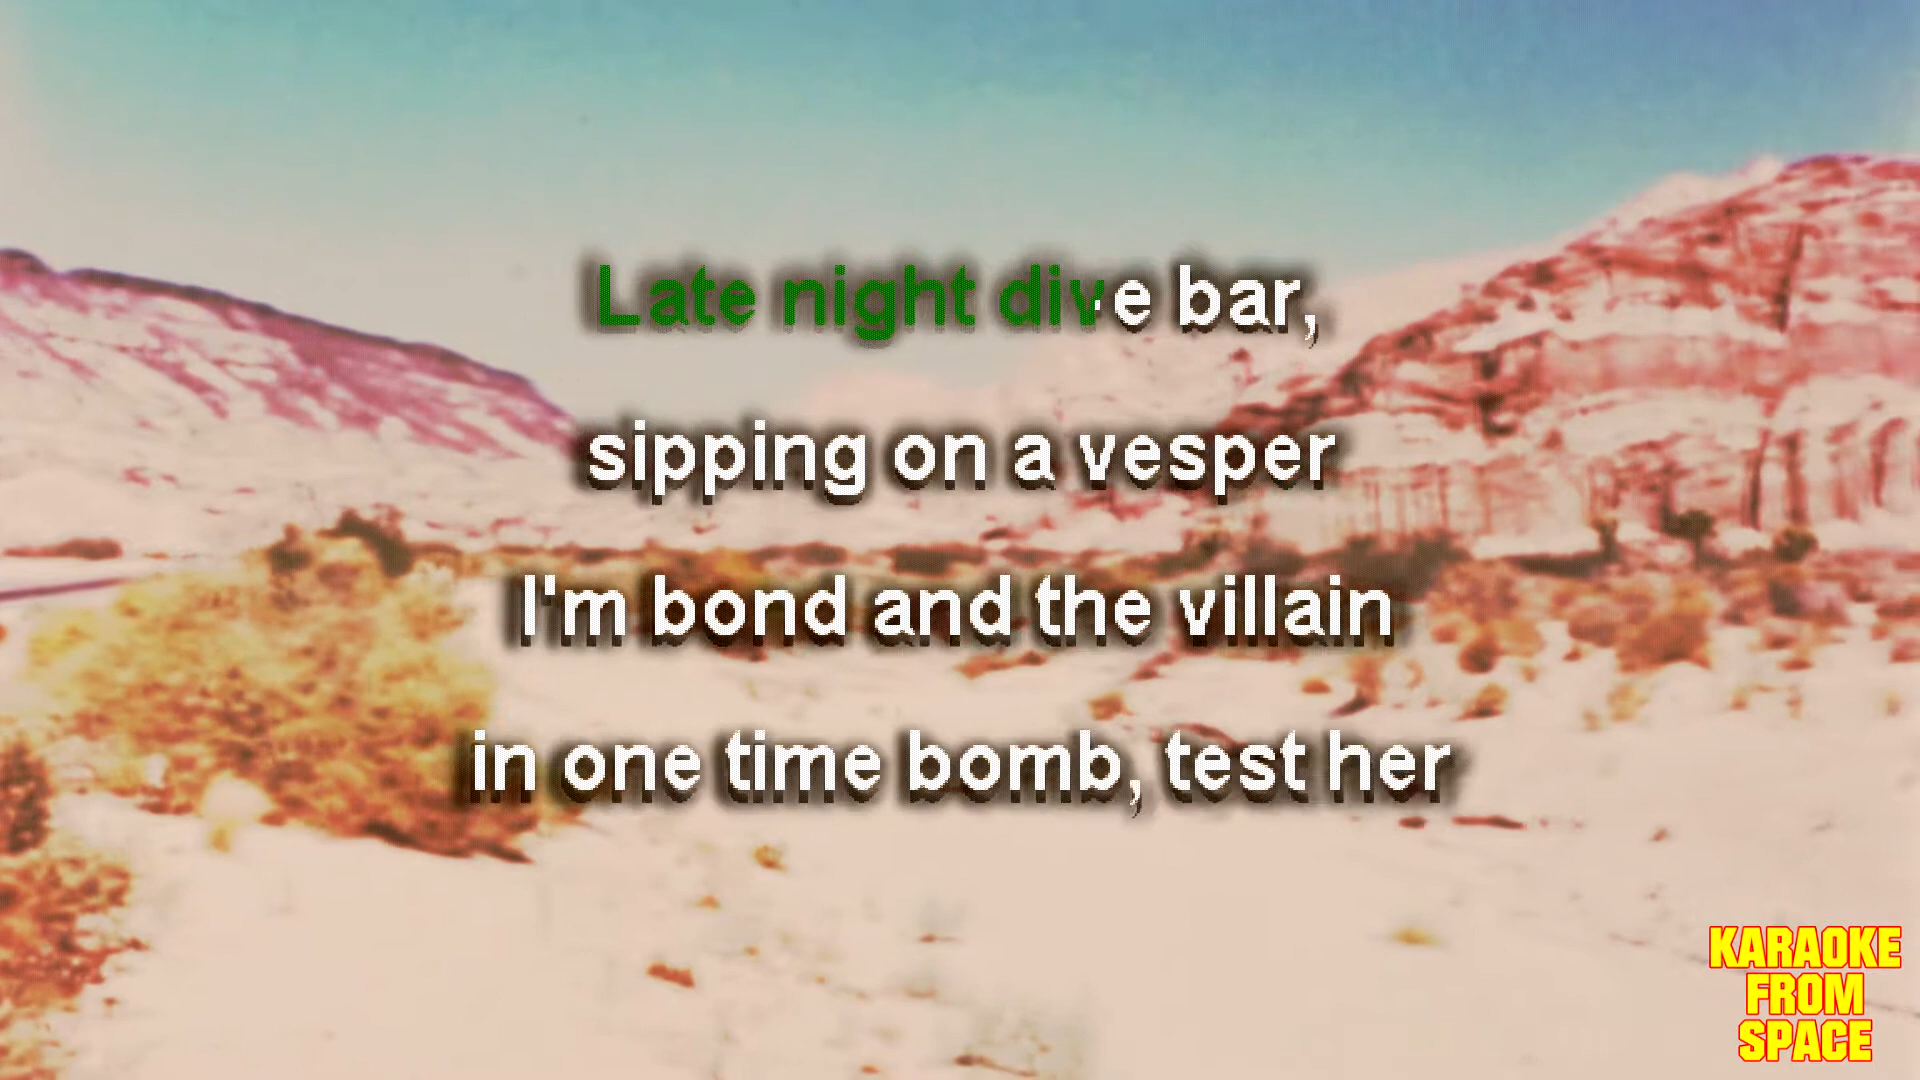 Late night dive bar,
sipping on a vesper
I'm bond and the villain
in one time bomb, test her
KARAOKE
FROM
SPACE